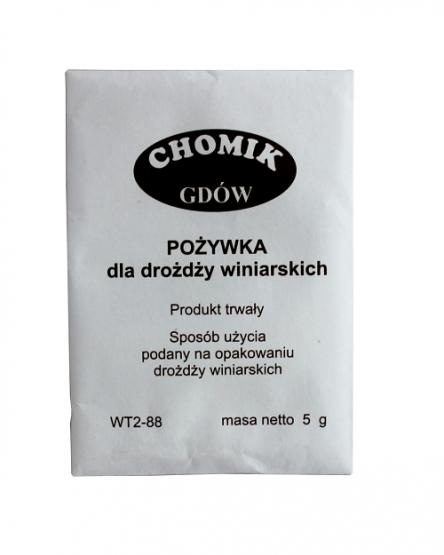 CHOMIK
GDÓW
POŻYWKA
dla drożdży winiarskich
Produkt trwały
Sposób użycia
podany na opakowaniu
drożdży winiarskich
WT2-88 masa netto 5 g